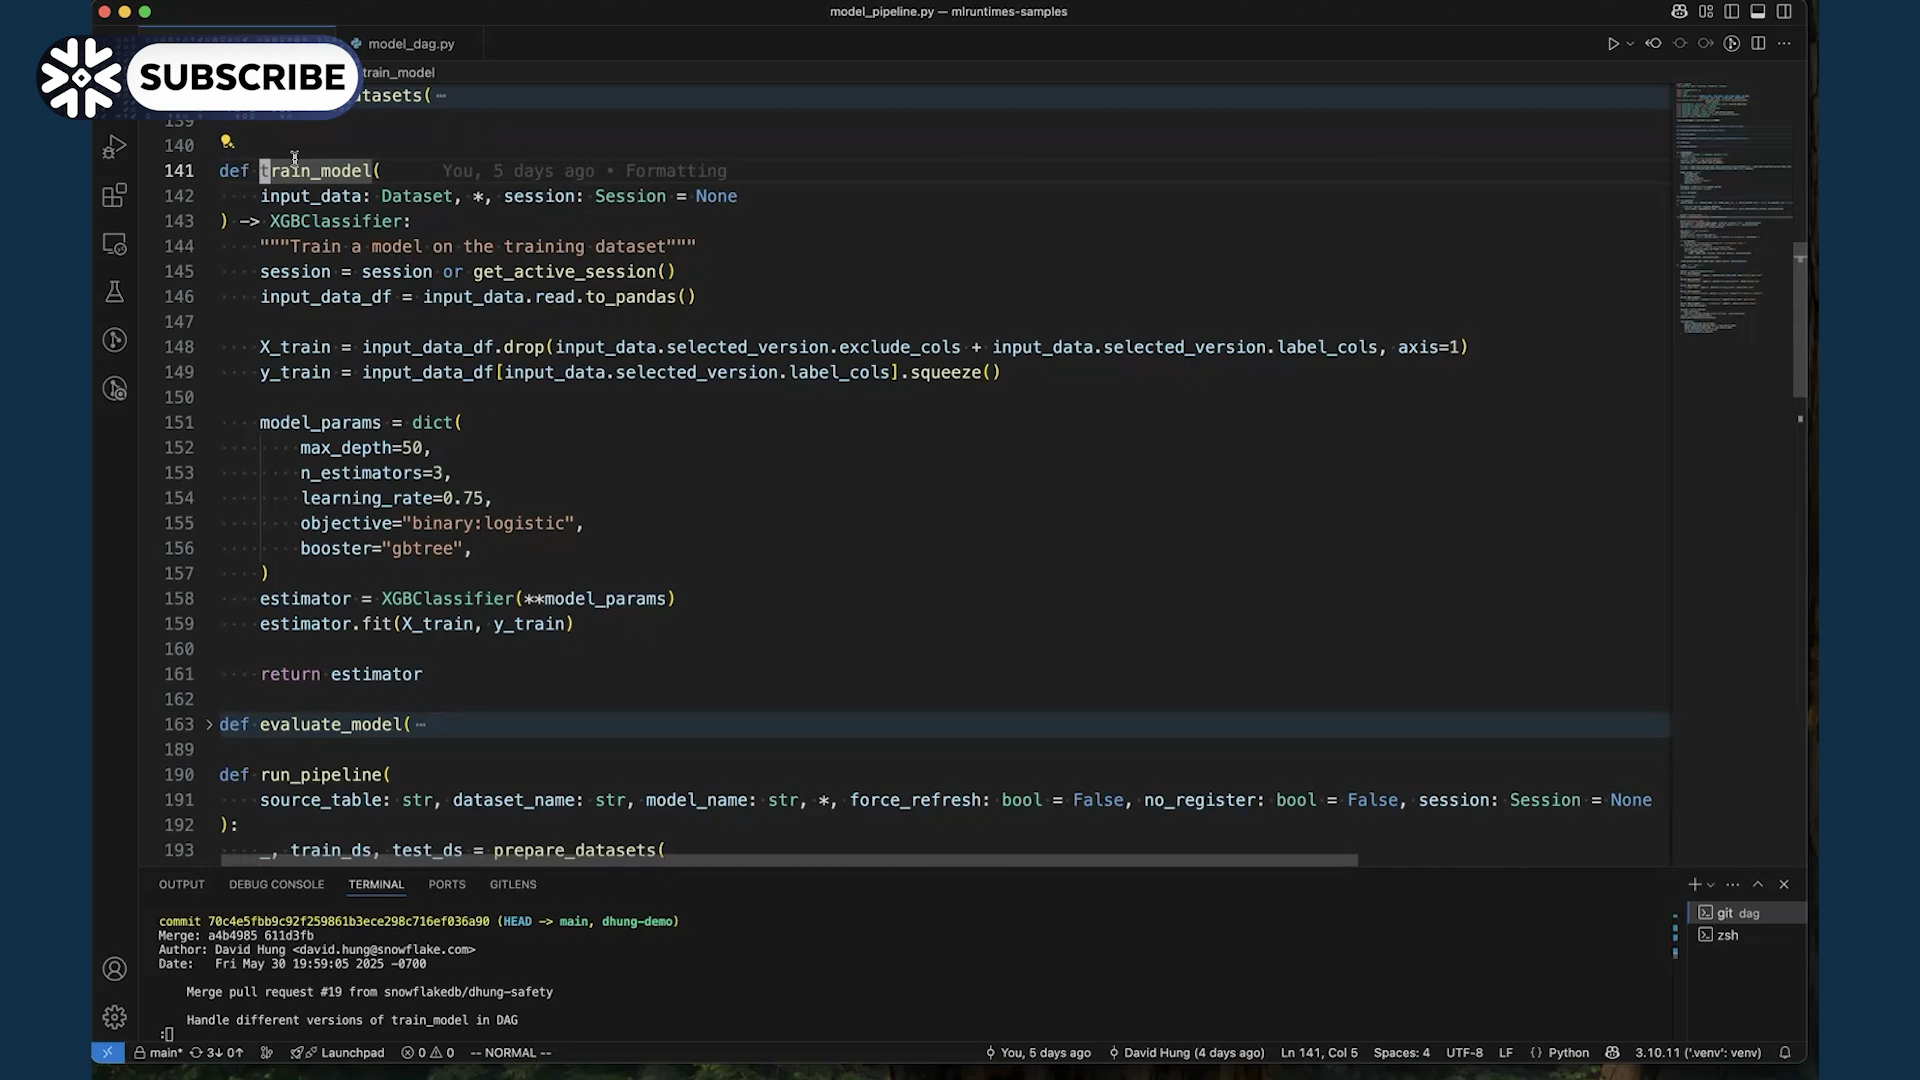 model_pipeline.py — mlruntimes-samples
SUBSCRIBE
model_dag.py
train_model
atasets( ⋯
139
140
141 def train_model( You, 5 days ago • Formatting
142 input_data: Dataset, *, session: Session = None
143 ) -> XGBClassifier:
144 """Train a model on the training dataset"""
145 session = session or get_active_session()
146 input_data_df = input_data.read.to_pandas()
147
148 X_train = input_data_df.drop(input_data.selected_version.exclude_cols + input_data.selected_version.label_cols, axis=1)
149 y_train = input_data_df[input_data.selected_version.label_cols].squeeze()
150
151 model_params = dict(
152 max_depth=50,
153 n_estimators=3,
154 learning_rate=0.75,
155 objective="binary:logistic",
156 booster="gbtree",
157 )
158 estimator = XGBClassifier(**model_params)
159 estimator.fit(X_train, y_train)
160
161 return estimator
162
163 def evaluate_model( ⋯
189
190 def run_pipeline(
191 source_table: str, dataset_name: str, model_name: str, *, force_refresh: bool = False, no_register: bool = False, session: Session = None
192 ):
193 _, train_ds, test_ds = prepare_datasets(
OUTPUT DEBUG CONSOLE TERMINAL PORTS GITLENS
commit 70c4e5fbb9c92f259861b3ece298c716ef036a90 (HEAD -> main, dhung-demo)
Merge: a4b4985 611d3fb
Author: David Hung <david.hung@snowflake.com>
Date: Fri May 30 19:59:05 2025 -0700
Merge pull request #19 from snowflakedb/dhung-safety
Handle different versions of train_model in DAG
:
git dag
zsh
main* 3↓ 0↑ Launchpad 0 0 -- NORMAL -- You, 5 days ago David Hung (4 days ago) Ln 141, Col 5 Spaces: 4 UTF-8 LF {} Python 3.10.11 ('.venv': venv)